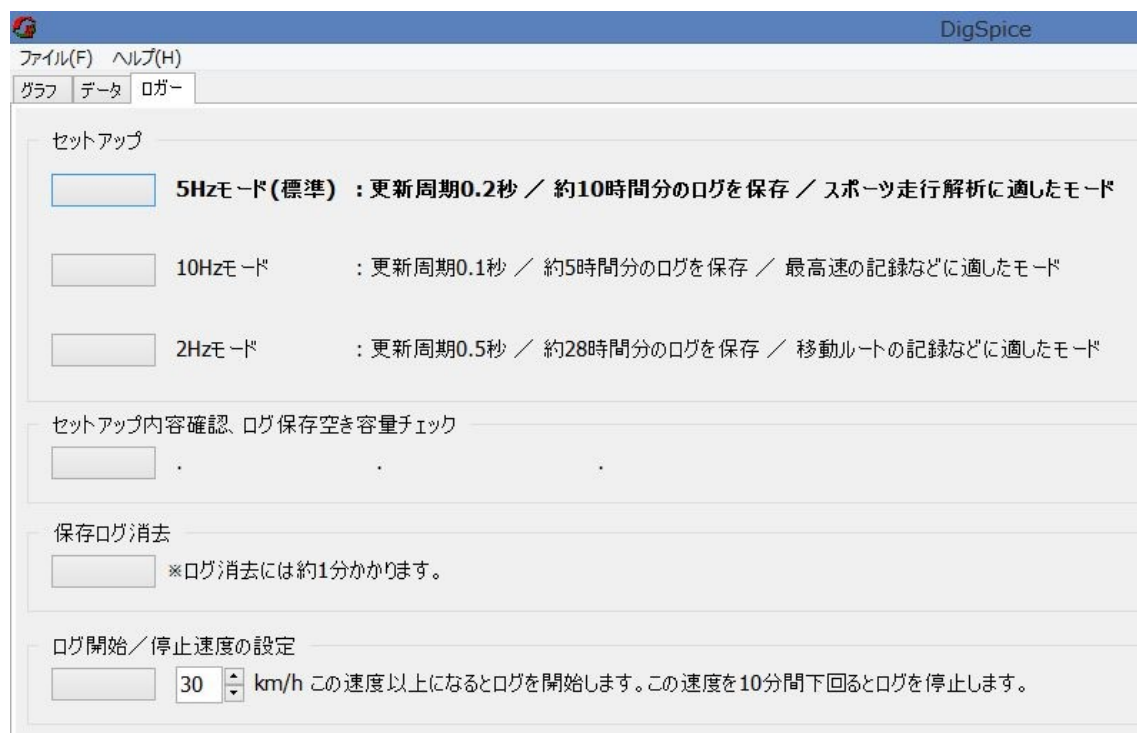 DigSpice
ファイル(F) ヘルプ(H)
グラフ データ ロガー
セットアップ
5Hzモード(標準) : 更新周期0.2秒 ／ 約10時間分のログを保存 ／ スポーツ走行解析に適したモード
10Hzモード : 更新周期0.1秒 ／ 約5時間分のログを保存 ／ 最高速の記録などに適したモード
2Hzモード : 更新周期0.5秒 ／ 約28時間分のログを保存 ／ 移動ルートの記録などに適したモード
セットアップ内容確認、ログ保存空き容量チェック
. . .
保存ログ消去
※ログ消去には約1分かかります。
ログ開始／停止速度の設定
30 km/h この速度以上になるとログを開始します。この速度を10分間下回るとログを停止します。